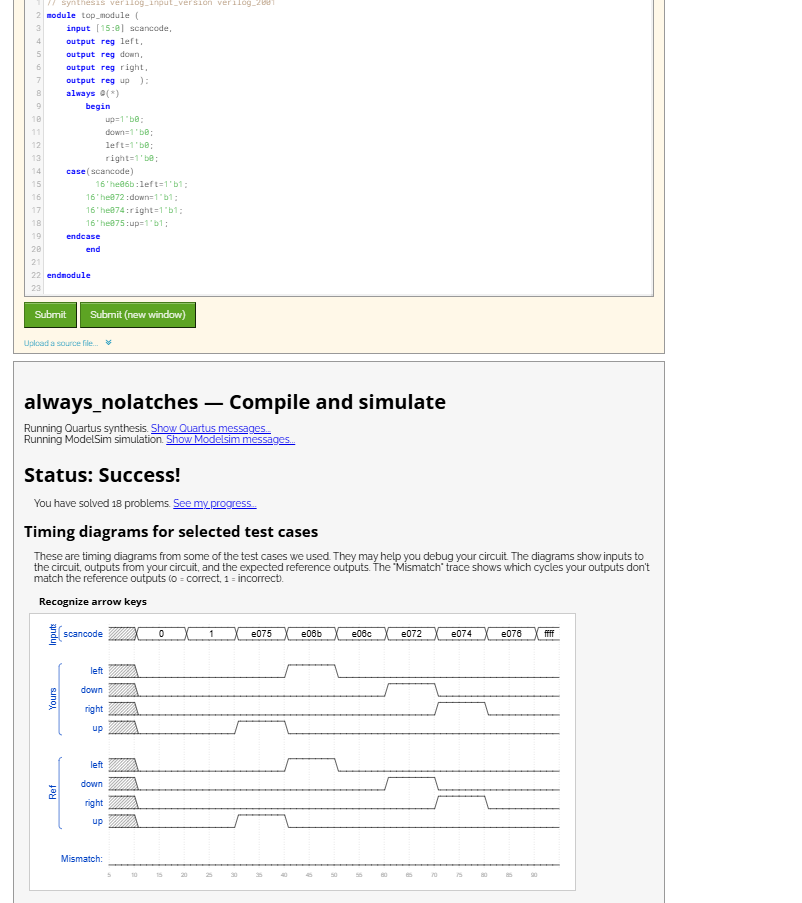 1 // synthesis verilog_input_version verilog_2001
2 module top_module (
3 input [15:0] scancode,
4 output reg left,
5 output reg down,
6 output reg right,
7 output reg up );
8 always @(*)
9 begin
10 up=1'b0;
11 down=1'b0;
12 left=1'b0;
13 right=1'b0;
14 case(scancode)
15 16'he06b:left=1'b1;
16 16'he072:down=1'b1;
17 16'he074:right=1'b1;
18 16'he075:up=1'b1;
19 endcase
20 end
21
22 endmodule
23
Submit Submit (new window)
Upload a source file...
always_nolatches — Compile and simulate
Running Quartus synthesis. Show Quartus messages...
Running ModelSim simulation. Show Modelsim messages...
Status: Success!
You have solved 18 problems. See my progress...
Timing diagrams for selected test cases
These are timing diagrams from some of the test cases we used. They may help you debug your circuit. The diagrams show inputs to
the circuit, outputs from your circuit, and the expected reference outputs. The "Mismatch" trace shows which cycles your outputs don't
match the reference outputs (0 = correct, 1 = incorrect).
Recognize arrow keys
Inputs scancode 0 1 e075 e06b e06c e072 e074 e076 ffff
Yours
left
down
right
up
Ref
left
down
right
up
Mismatch:
5 10 15 20 25 30 35 40 45 50 55 60 65 70 75 80 85 90